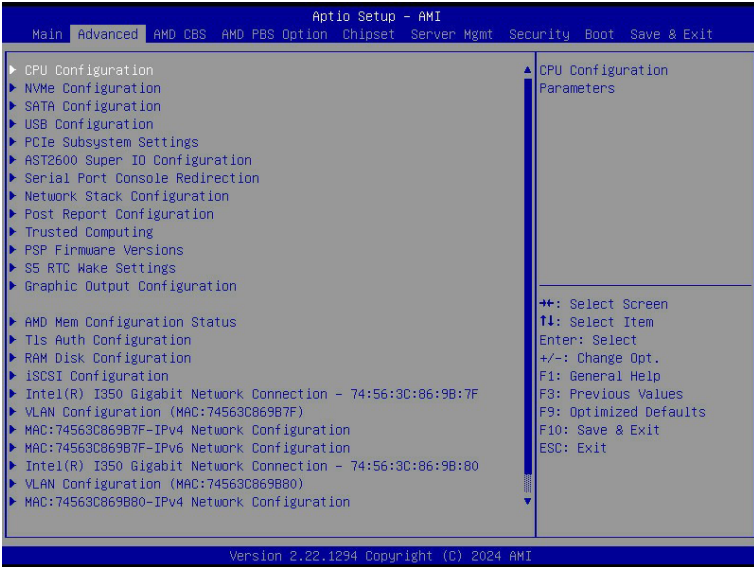 Aptio Setup – AMI
Main Advanced AMD CBS AMD PBS Option Chipset Server Mgmt Security Boot Save & Exit
CPU Configuration
NVMe Configuration
SATA Configuration
USB Configuration
PCIe Subsystem Settings
AST2600 Super IO Configuration
Serial Port Console Redirection
Network Stack Configuration
Post Report Configuration
Trusted Computing
PSP Firmware Versions
S5 RTC Wake Settings
Graphic Output Configuration
AMD Mem Configuration Status
Tls Auth Configuration
RAM Disk Configuration
iSCSI Configuration
Intel(R) I350 Gigabit Network Connection – 74:56:3C:86:9B:7F
VLAN Configuration (MAC:74563C869B7F)
MAC:74563C869B7F-IPv4 Network Configuration
MAC:74563C869B7F-IPv6 Network Configuration
Intel(R) I350 Gigabit Network Connection – 74:56:3C:86:9B:80
VLAN Configuration (MAC:74563C869B80)
MAC:74563C869B80-IPv4 Network Configuration
CPU Configuration
Parameters
→←: Select Screen
↑↓: Select Item
Enter: Select
+/-: Change Opt.
F1: General Help
F3: Previous Values
F9: Optimized Defaults
F10: Save & Exit
ESC: Exit
Version 2.22.1294 Copyright (C) 2024 AMI